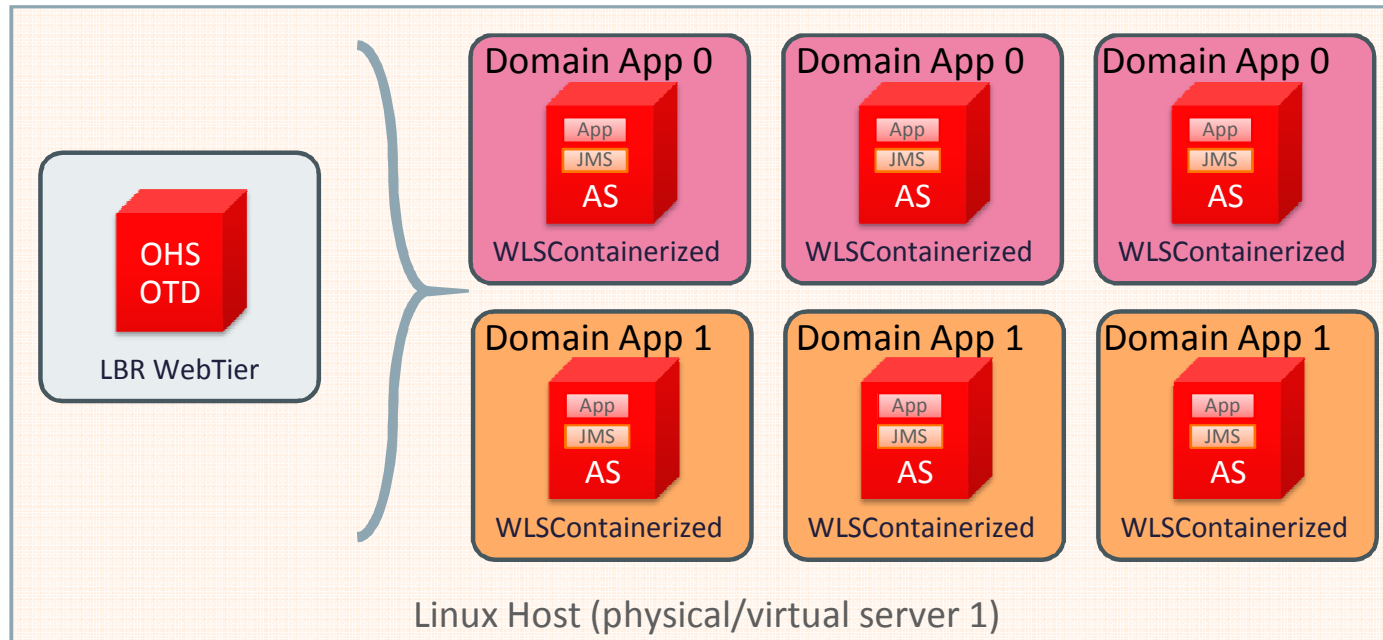 OHS
OTD
LBR WebTier
Domain App 0
App
JMS
AS
WLSContainerized
Domain App 0
App
JMS
AS
WLSContainerized
Domain App 0
App
JMS
AS
WLSContainerized
Domain App 1
App
JMS
AS
WLSContainerized
Domain App 1
App
JMS
AS
WLSContainerized
Domain App 1
App
JMS
AS
WLSContainerized
Linux Host (physical/virtual server 1)